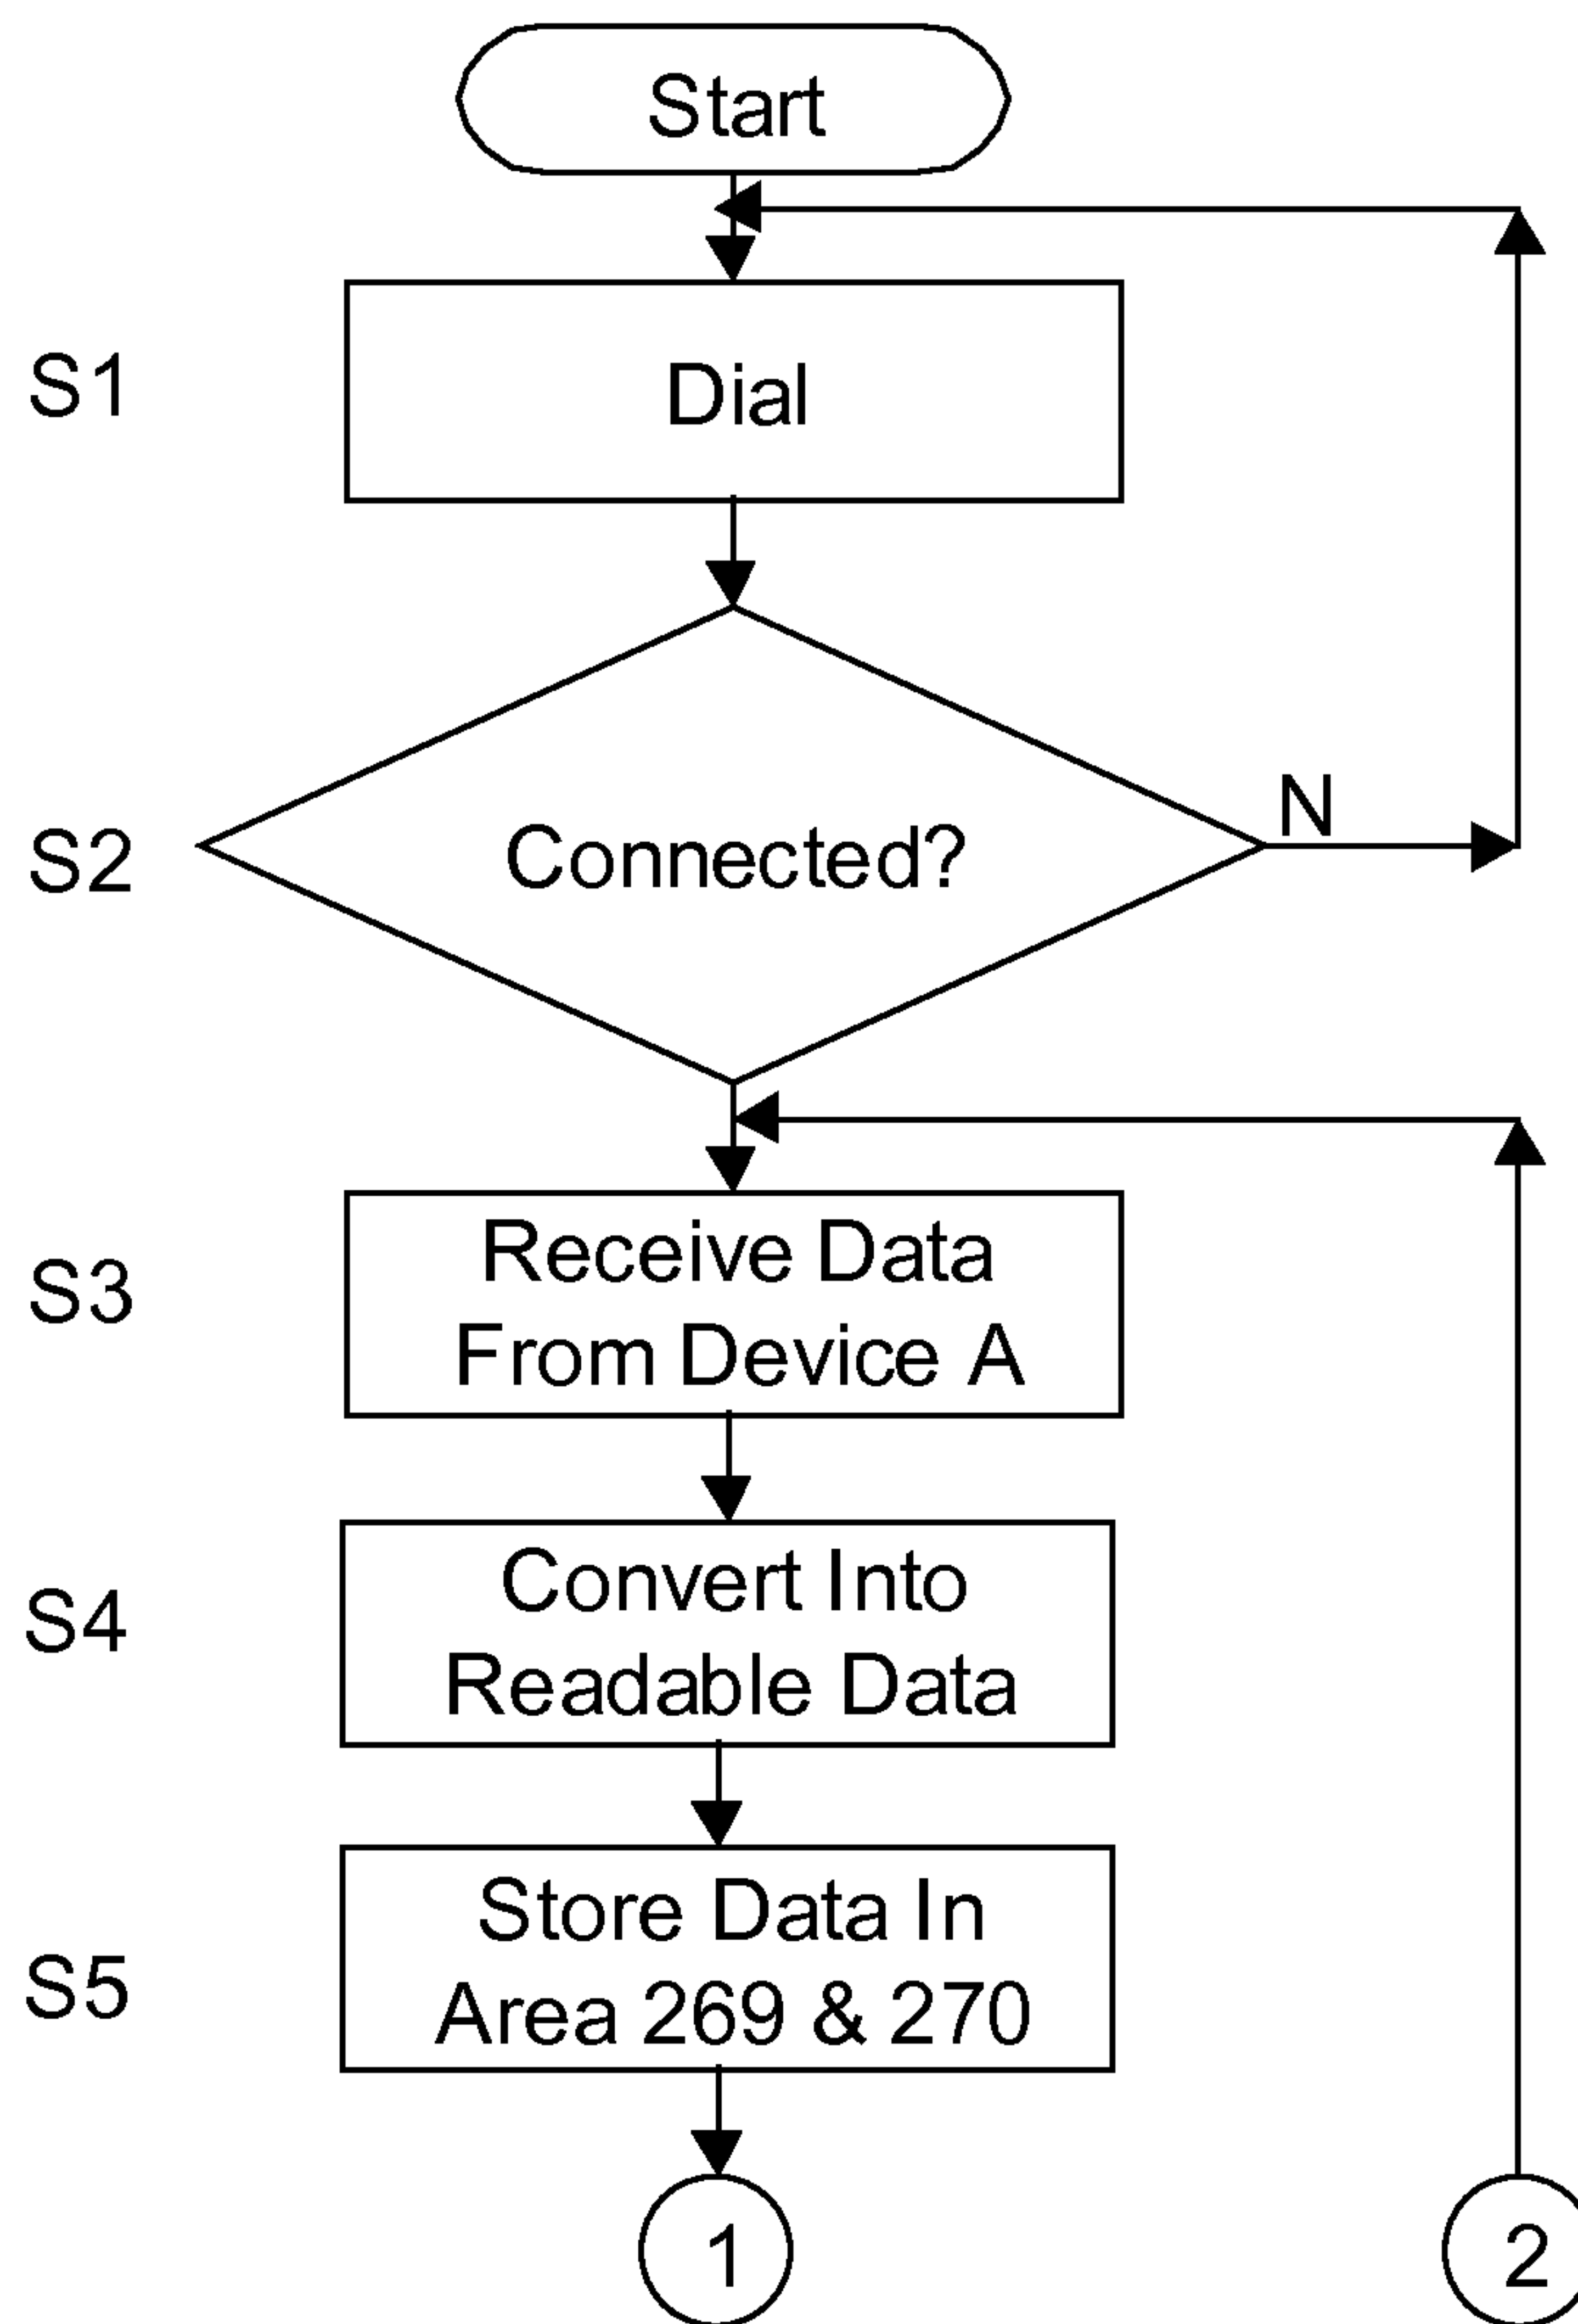 Start
S1
Dial
S2
Connected?
N
S3
Receive Data
From Device A
S4
Convert Into
Readable Data
S5
Store Data In
Area 269 & 270
1
2